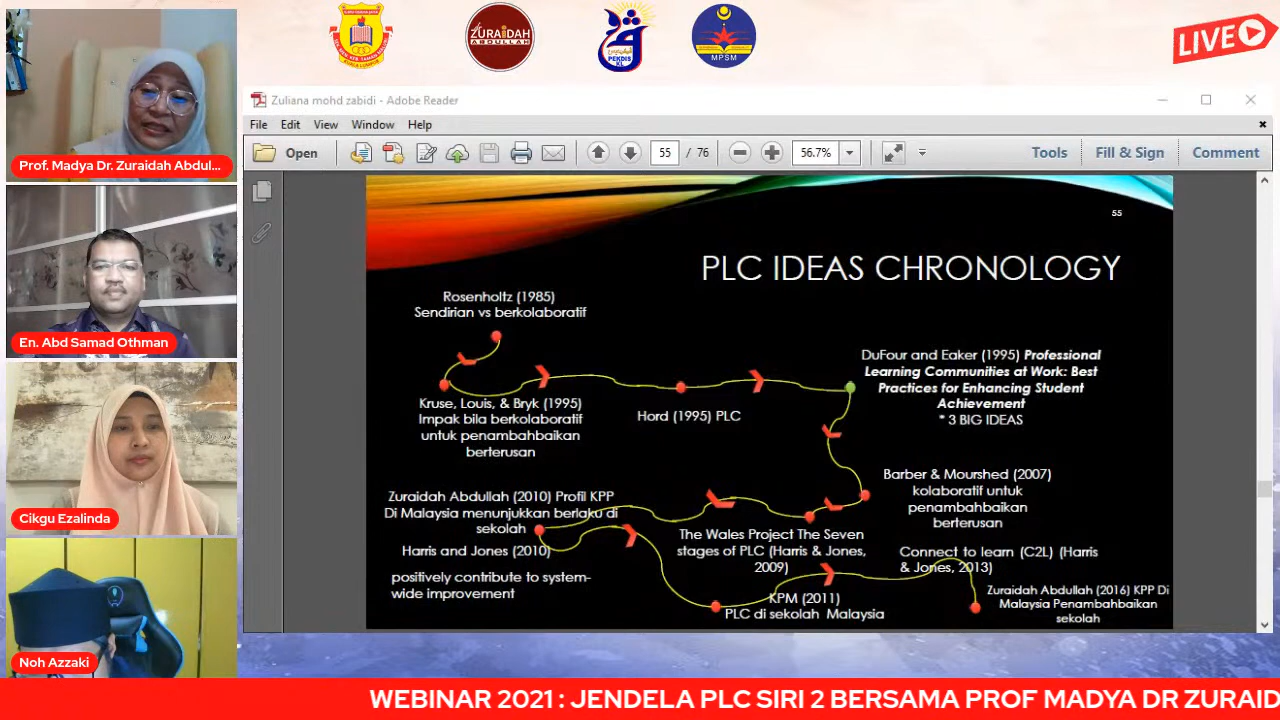 ZURAIDAH
ABDULLAH
PEKDIS
KL
MPSM
LIVE
Prof. Madya Dr. Zuraidah Abdul...
En. Abd Samad Othman
Cikgu Ezalinda
Noh Azzaki
Zuliana mohd zabidi - Adobe Reader
File Edit View Window Help
Open 55 / 76 56.7% Tools Fill & Sign Comment
55
PLC IDEAS CHRONOLOGY
Rosenholtz (1985)
Sendirian vs berkolaboratif
Kruse, Louis, & Bryk (1995)
Impak bila berkolaboratif
untuk penambahbaikan
berterusan
Hord (1995) PLC
DuFour and Eaker (1995) Professional
Learning Communities at Work: Best
Practices for Enhancing Student
Achievement
* 3 BIG IDEAS
Barber & Mourshed (2007)
kolaboratif untuk
penambahbaikan
berterusan
The Wales Project The Seven
stages of PLC (Harris & Jones,
2009)
Zuraidah Abdullah (2010) Profil KPP
Di Malaysia menunjukkan berlaku di
sekolah
Harris and Jones (2010)
positively contribute to system-
wide improvement
KPM (2011)
PLC di sekolah Malaysia
Connect to learn (C2L) (Harris
& Jones, 2013)
Zuraidah Abdullah (2016) KPP Di
Malaysia Penambahbaikan
sekolah
WEBINAR 2021 : JENDELA PLC SIRI 2 BERSAMA PROF MADYA DR ZURAID